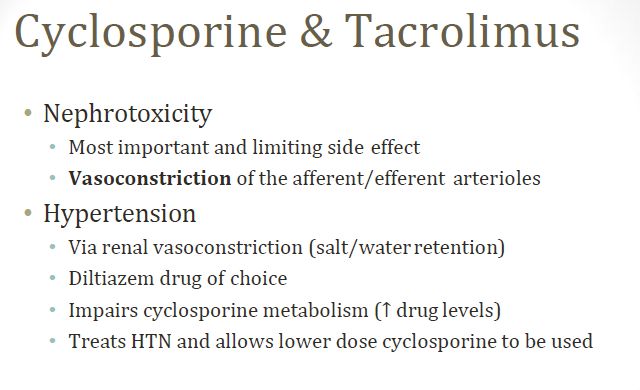 Cyclosporine & Tacrolimus
• Nephrotoxicity
• Most important and limiting side effect
• Vasoconstriction of the afferent/efferent arterioles
• Hypertension
• Via renal vasoconstriction (salt/water retention)
• Diltiazem drug of choice
• Impairs cyclosporine metabolism (↑ drug levels)
• Treats HTN and allows lower dose cyclosporine to be used